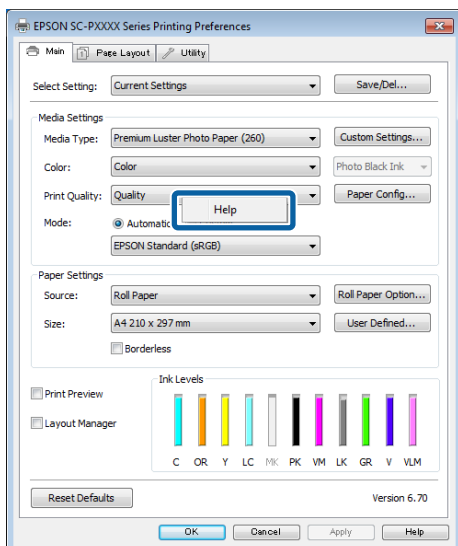 EPSON SC-PXXXX Series Printing Preferences
Main Page Layout Utility
Select Setting: Current Settings Save/Del...
Media Settings
Media Type: Premium Luster Photo Paper (260) Custom Settings...
Color: Color Photo Black Ink
Print Quality: Quality Paper Config...
Help
Mode: Automatic
EPSON Standard (sRGB)
Paper Settings
Source: Roll Paper Roll Paper Option...
Size: A4 210 x 297 mm User Defined...
Borderless
Ink Levels
Print Preview
Layout Manager
C OR Y LC MK PK VM LK GR V VLM
Reset Defaults Version 6.70
OK Cancel Apply Help